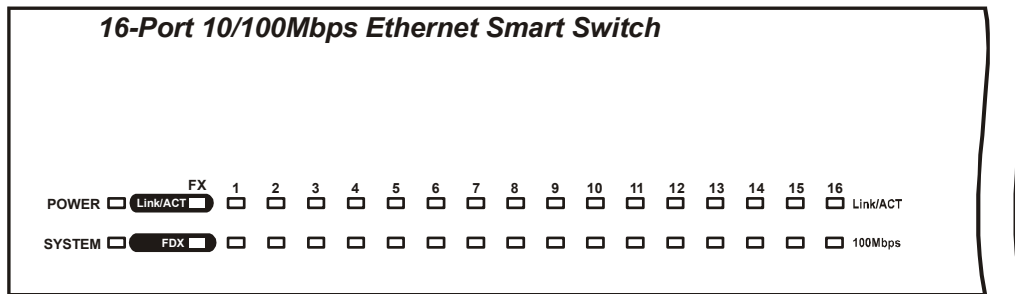 16-Port 10/100Mbps Ethernet Smart Switch
FX 1 2 3 4 5 6 7 8 9 10 11 12 13 14 15 16
POWER Link/ACT Link/ACT
SYSTEM FDX 100Mbps